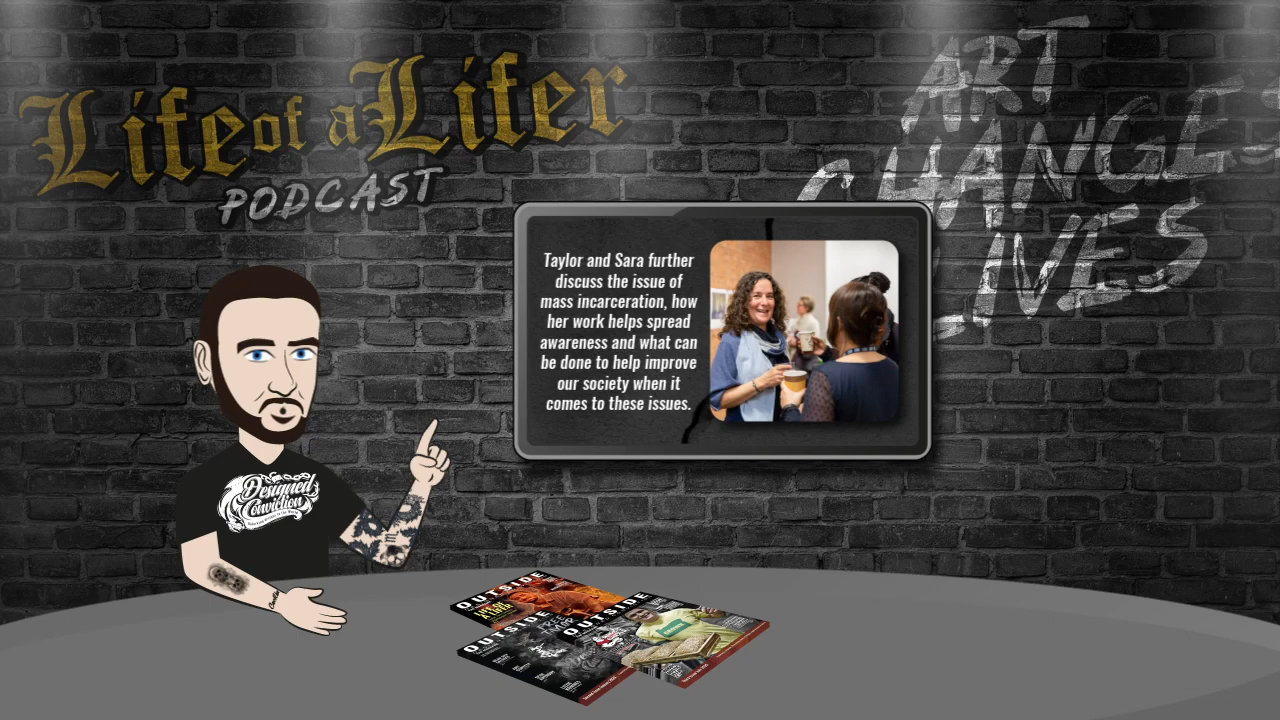 Life of a Lifer
PODCAST
ART
CHANGES
LIVES
Taylor and Sara further
discuss the issue of
mass incarceration, how
her work helps spread
awareness and what can
be done to help improve
our society when it
comes to these issues.
Designed
Conviction
OUTSIDE
OUTSIDE
OUTSIDE